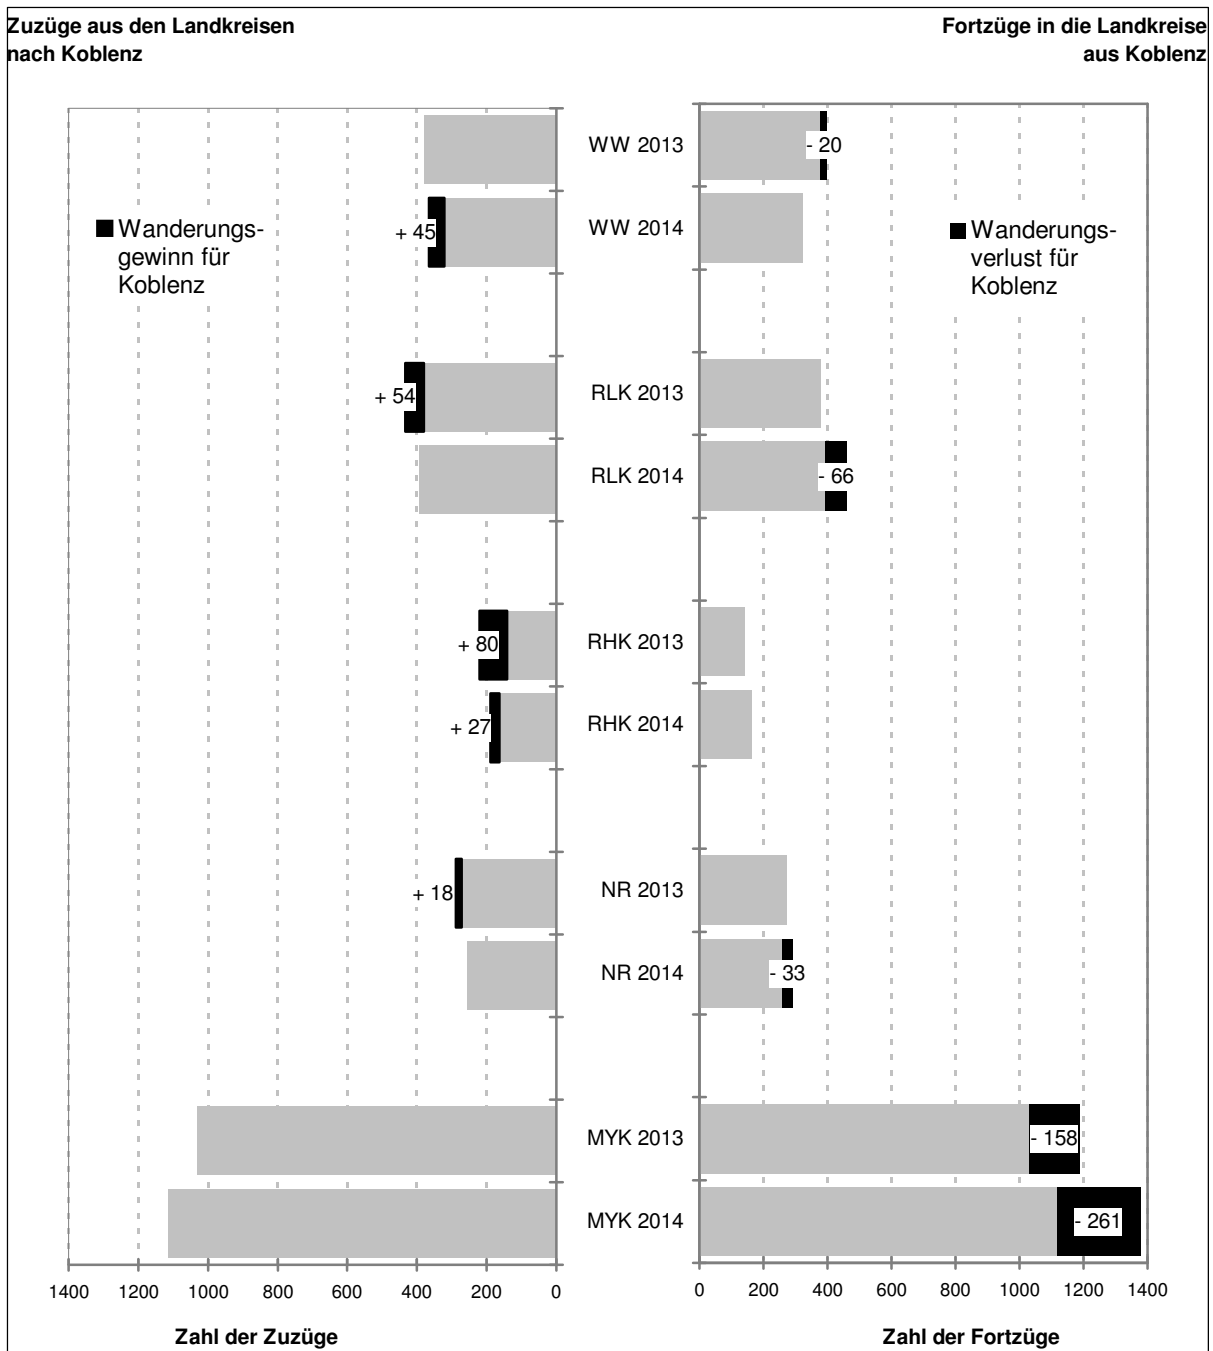 Zuzüge aus den Landkreisen
nach Koblenz
Fortzüge in die Landkreise
aus Koblenz
WW 2013
- 20
Wanderungs-
gewinn für
Koblenz
+ 45
WW 2014
Wanderungs-
verlust für
Koblenz
+ 54
RLK 2013
RLK 2014
- 66
+ 80
RHK 2013
+ 27
RHK 2014
+ 18
NR 2013
NR 2014
- 33
MYK 2013
- 158
MYK 2014
- 261
1400 1200 1000 800 600 400 200 0
0 200 400 600 800 1000 1200 1400
Zahl der Zuzüge
Zahl der Fortzüge